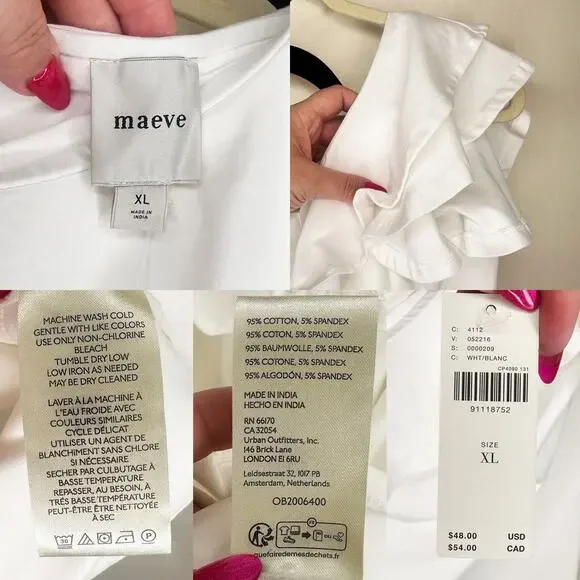 maeve
XL
MADE IN
INDIA
MACHINE WASH COLD
GENTLE WITH LIKE COLORS
USE ONLY NON-CHLORINE
BLEACH
TUMBLE DRY LOW
LOW IRON AS NEEDED
MAY BE DRY CLEANED
LAVER À LA MACHINE À
L'EAU FROIDE AVEC
COULEURS SIMILAIRES
CYCLE DÉLICAT
UTILISER UN AGENT DE
BLANCHIMENT SANS CHLORE
SI NÉCESSAIRE
SECHER PAR CULBUTAGE À
BASSE TEMPERATURE
REPASSER, AU BESOIN, À
TRÈS BASSE TEMPÉRATURE
PEUT-ÊTRE ÊTRE NETTOYÉE
À SEC
30
P
95% COTTON, 5% SPANDEX
95% COTON, 5% SPANDEX
95% BAUMWOLLE, 5% SPANDEX
95% COTONE, 5% SPANDEX
95% ALGODÓN, 5% SPANDEX
MADE IN INDIA
HECHO EN INDIA
RN 66170
CA 32054
Urban Outfitters, Inc.
146 Brick Lane
LONDON E1 6RU
Leidsestraat 32, 1017 PB
Amsterdam, Netherlands
OB2006400
FR
quefairedemesdechets.fr
C: 4112
V: 052216
S: 0000209
C: WHT/BLANC
CP4090 131
91118752
SIZE
XL
$48.00 USD
$54.00 CAD